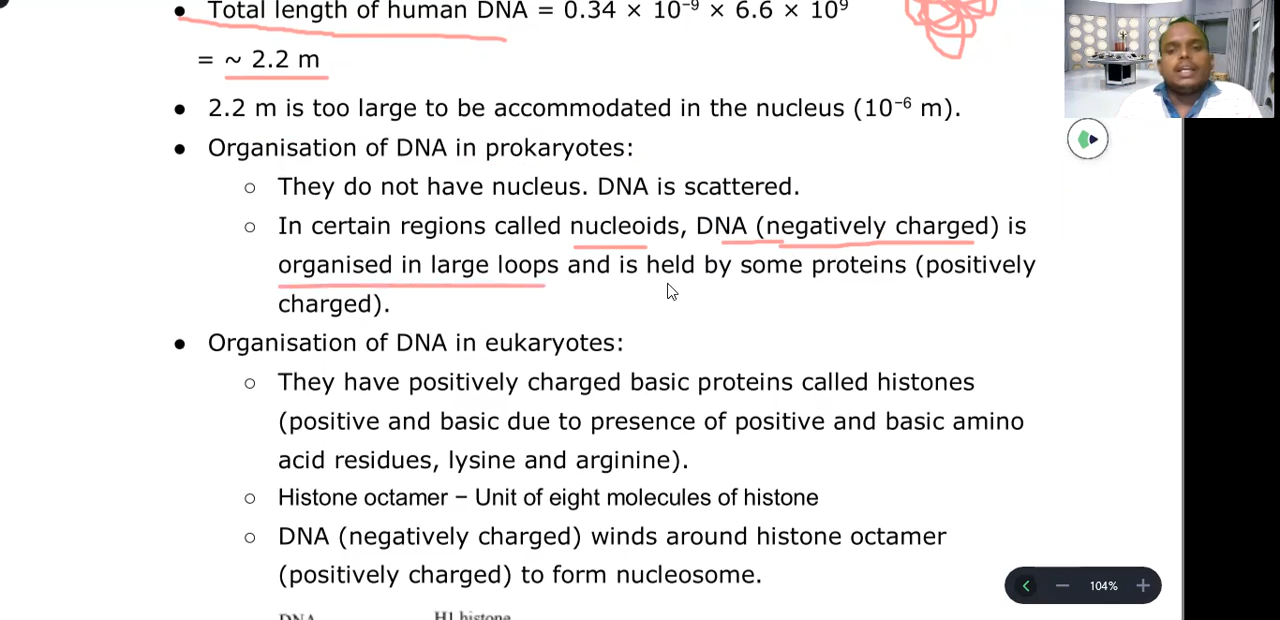 ● Total length of human DNA = 0.34 × 10⁻⁹ × 6.6 × 10⁹
= ~ 2.2 m
● 2.2 m is too large to be accommodated in the nucleus (10⁻⁶ m).
● Organisation of DNA in prokaryotes:
○ They do not have nucleus. DNA is scattered.
○ In certain regions called nucleoids, DNA (negatively charged) is
organised in large loops and is held by some proteins (positively
charged).
● Organisation of DNA in eukaryotes:
○ They have positively charged basic proteins called histones
(positive and basic due to presence of positive and basic amino
acid residues, lysine and arginine).
○ Histone octamer − Unit of eight molecules of histone
○ DNA (negatively charged) winds around histone octamer
(positively charged) to form nucleosome.
104%
DNA H1 histone